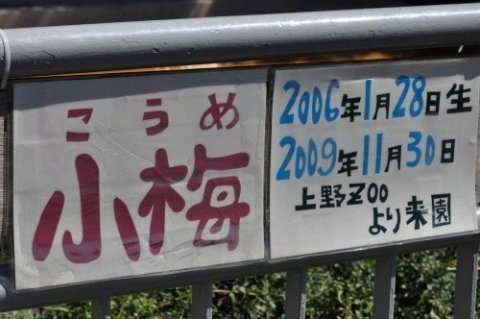 こうめ
小梅
2006年1月28日生
2009年11月30日
上野ZOO
より来園